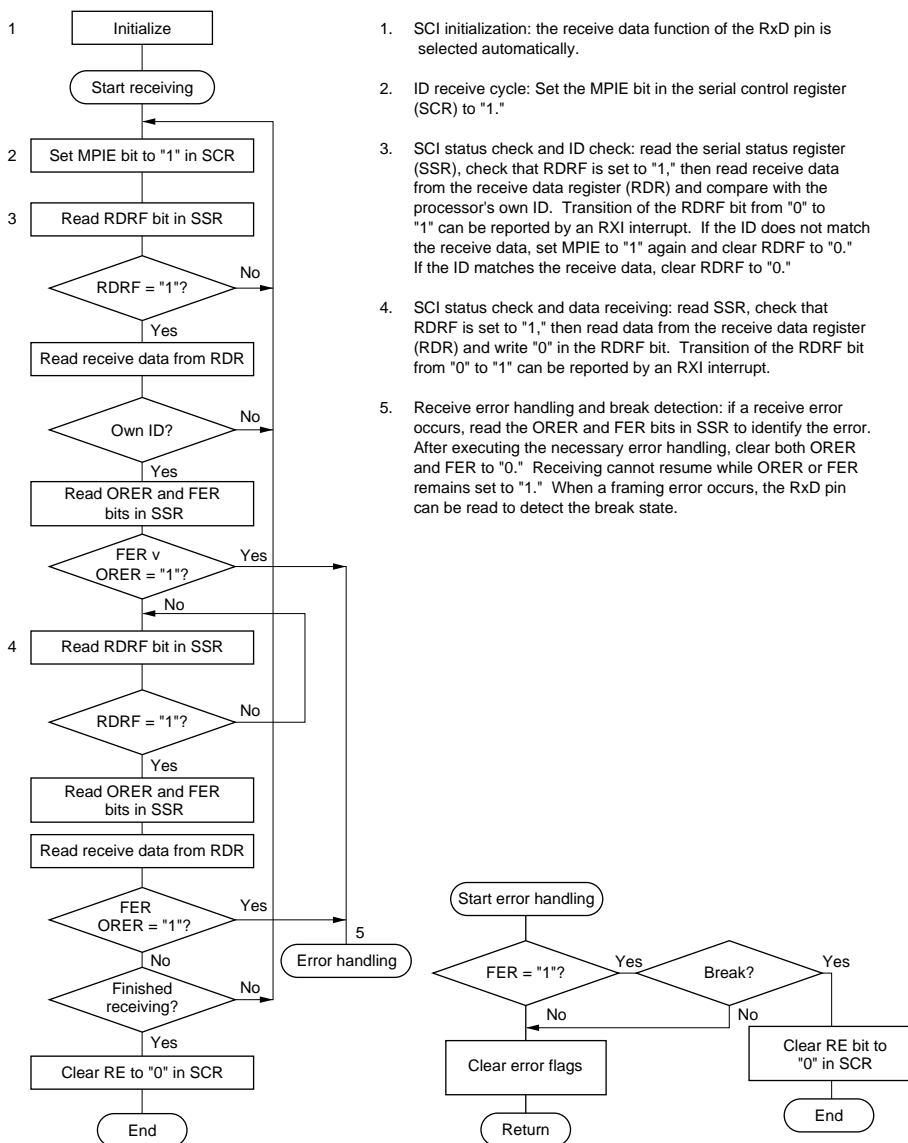 1
Initialize
Start receiving
2
Set MPIE bit to "1" in SCR
3
Read RDRF bit in SSR
RDRF = "1"?
No
Yes
Read receive data from RDR
Own ID?
No
Yes
Read ORER and FER
bits in SSR
FER v
ORER = "1"?
Yes
No
4
Read RDRF bit in SSR
RDRF = "1"?
No
Yes
Read ORER and FER
bits in SSR
Read receive data from RDR
FER
ORER = "1"?
Yes
No
5
Error handling
Finished
receiving?
No
Yes
Clear RE to "0" in SCR
End
1. SCI initialization: the receive data function of the RxD pin is
selected automatically.
2. ID receive cycle: Set the MPIE bit in the serial control register
(SCR) to "1."
3. SCI status check and ID check: read the serial status register
(SSR), check that RDRF is set to "1," then read receive data
from the receive data register (RDR) and compare with the
processor's own ID. Transition of the RDRF bit from "0" to
"1" can be reported by an RXI interrupt. If the ID does not match
the receive data, set MPIE to "1" again and clear RDRF to "0."
If the ID matches the receive data, clear RDRF to "0."
4. SCI status check and data receiving: read SSR, check that
RDRF is set to "1," then read data from the receive data register
(RDR) and write "0" in the RDRF bit. Transition of the RDRF bit
from "0" to "1" can be reported by an RXI interrupt.
5. Receive error handling and break detection: if a receive error
occurs, read the ORER and FER bits in SSR to identify the error.
After executing the necessary error handling, clear both ORER
and FER to "0." Receiving cannot resume while ORER or FER
remains set to "1." When a framing error occurs, the RxD pin
can be read to detect the break state.
Start error handling
FER = "1"?
Yes
Break?
Yes
No
No
Clear error flags
Clear RE bit to
"0" in SCR
Return
End